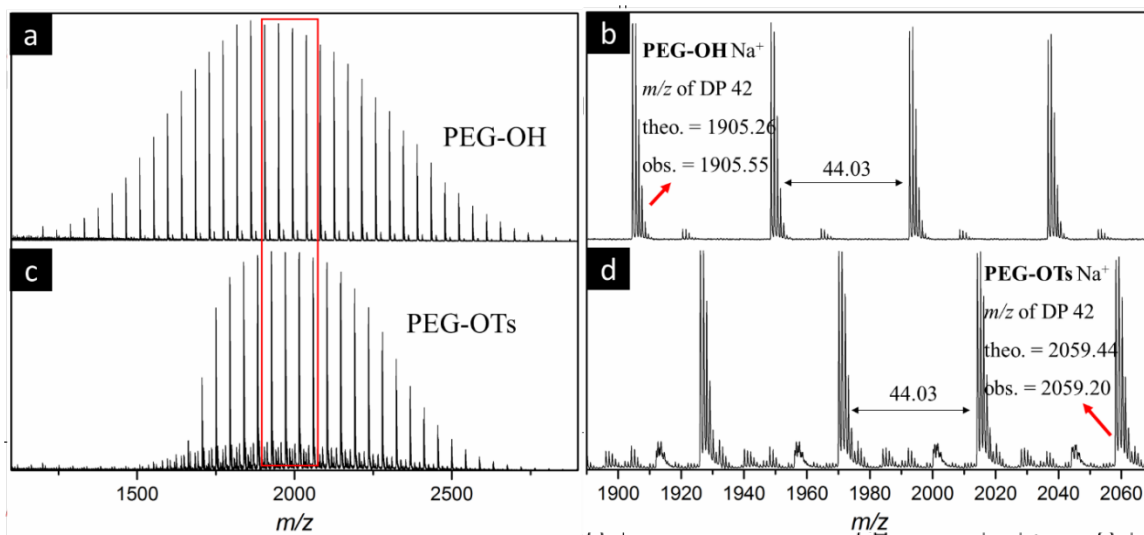 a
PEG-OH
b
PEG-OH Na⁺
m/z of DP 42
theo. = 1905.26
obs. = 1905.55
44.03
c
PEG-OTs
1500 2000 2500
m/z
d
PEG-OTs Na⁺
m/z of DP 42
theo. = 2059.44
obs. = 2059.20
44.03
1900 1920 1940 1960 1980 2000 2020 2040 2060
m/z